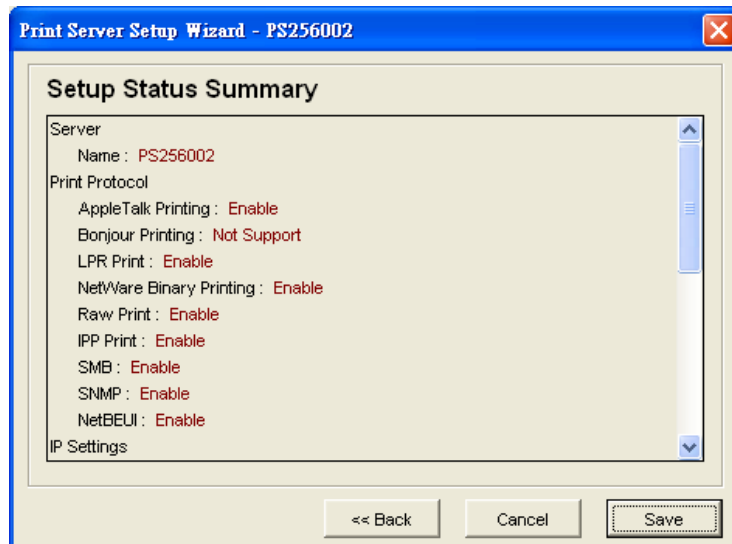 Print Server Setup Wizard - PS256002
Setup Status Summary
Server
Name : PS256002
Print Protocol
AppleTalk Printing : Enable
Bonjour Printing : Not Support
LPR Print : Enable
NetWare Binary Printing : Enable
Raw Print : Enable
IPP Print : Enable
SMB : Enable
SNMP : Enable
NetBEUI : Enable
IP Settings
<< Back
Cancel
Save